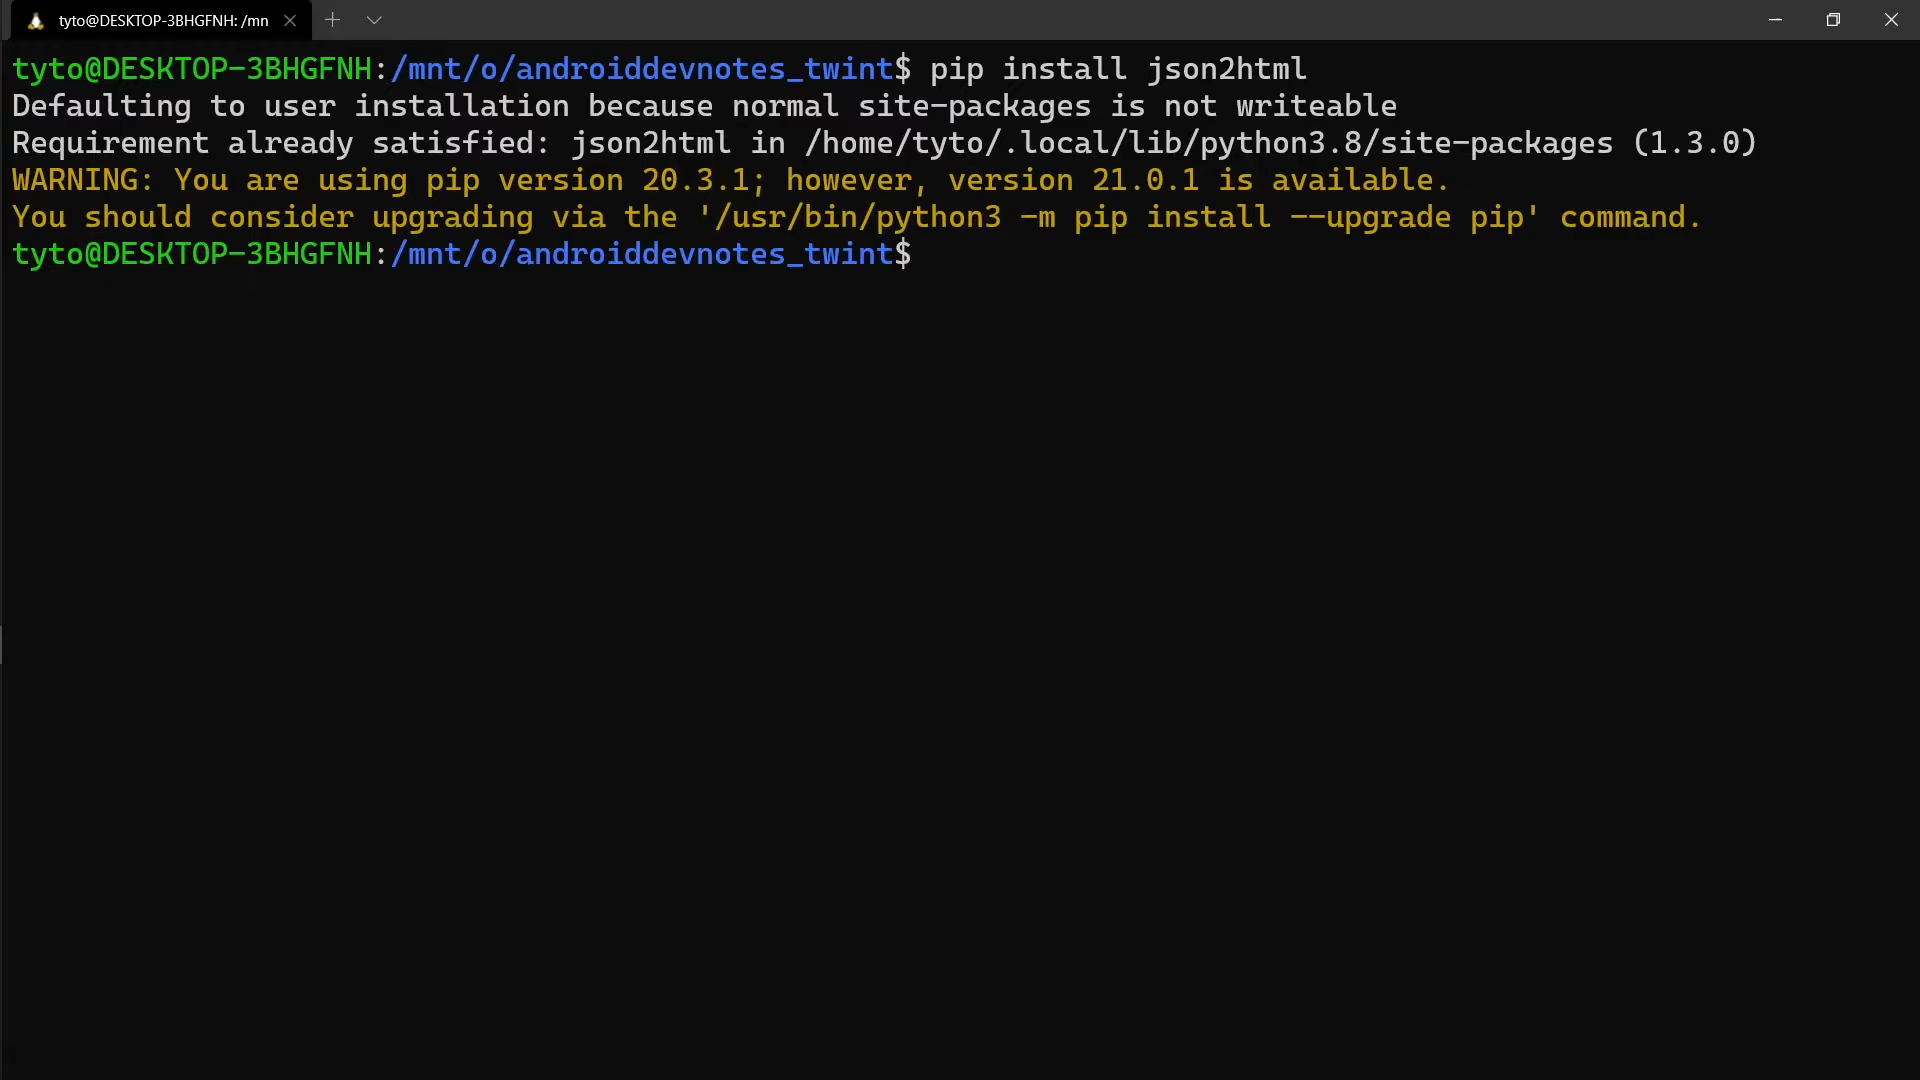 tyto@DESKTOP-3BHGFNH: /mn
tyto@DESKTOP-3BHGFNH:/mnt/o/androiddevnotes_twint$ pip install json2html
Defaulting to user installation because normal site-packages is not writeable
Requirement already satisfied: json2html in /home/tyto/.local/lib/python3.8/site-packages (1.3.0)
WARNING: You are using pip version 20.3.1; however, version 21.0.1 is available.
You should consider upgrading via the '/usr/bin/python3 -m pip install --upgrade pip' command.
tyto@DESKTOP-3BHGFNH:/mnt/o/androiddevnotes_twint$